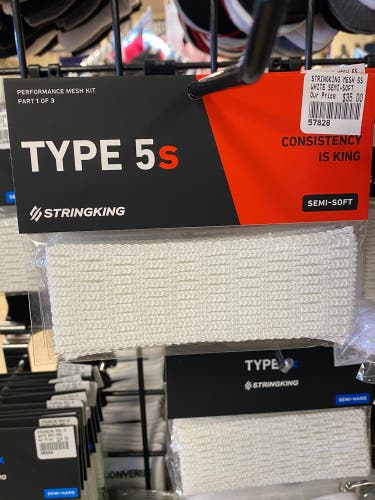 PERFORMANCE MESH KIT
PART 1 OF 3
STRINGKING MESH 5S
WHITE SEMI-SOFT
Our Price $35.00
57828
TYPE 5s
CONSISTENCY
IS KING
STRINGKING
SEMI-SOFT
TYPE
STRINGKING
SEMI-HARD
CONVERS
SEMI-HARD